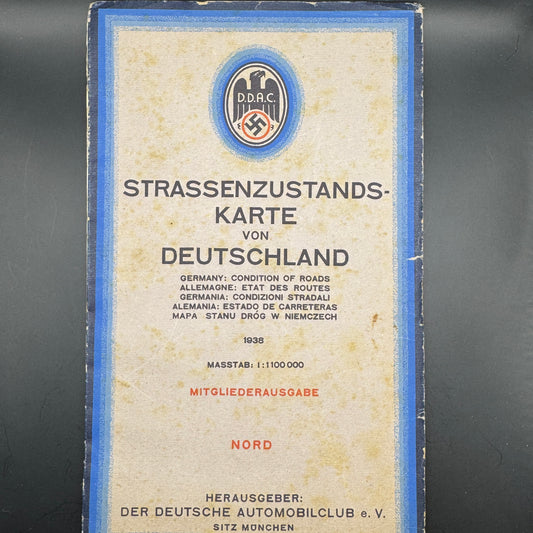 D.D.A.C.
E V
STRASSENZUSTANDS-
KARTE
VON
DEUTSCHLAND
GERMANY: CONDITION OF ROADS
ALLEMAGNE: ETAT DES ROUTES
GERMANIA: CONDIZIONI STRADALI
ALEMANIA: ESTADO DE CARRETERAS
MAPA STANU DRÓG W NIEMCZECH
1938
MASSTAB: 1:1100 000
MITGLIEDERAUSGABE
NORD
HERAUSGEBER:
DER DEUTSCHE AUTOMOBILCLUB e. V.
SITZ MÜNCHEN